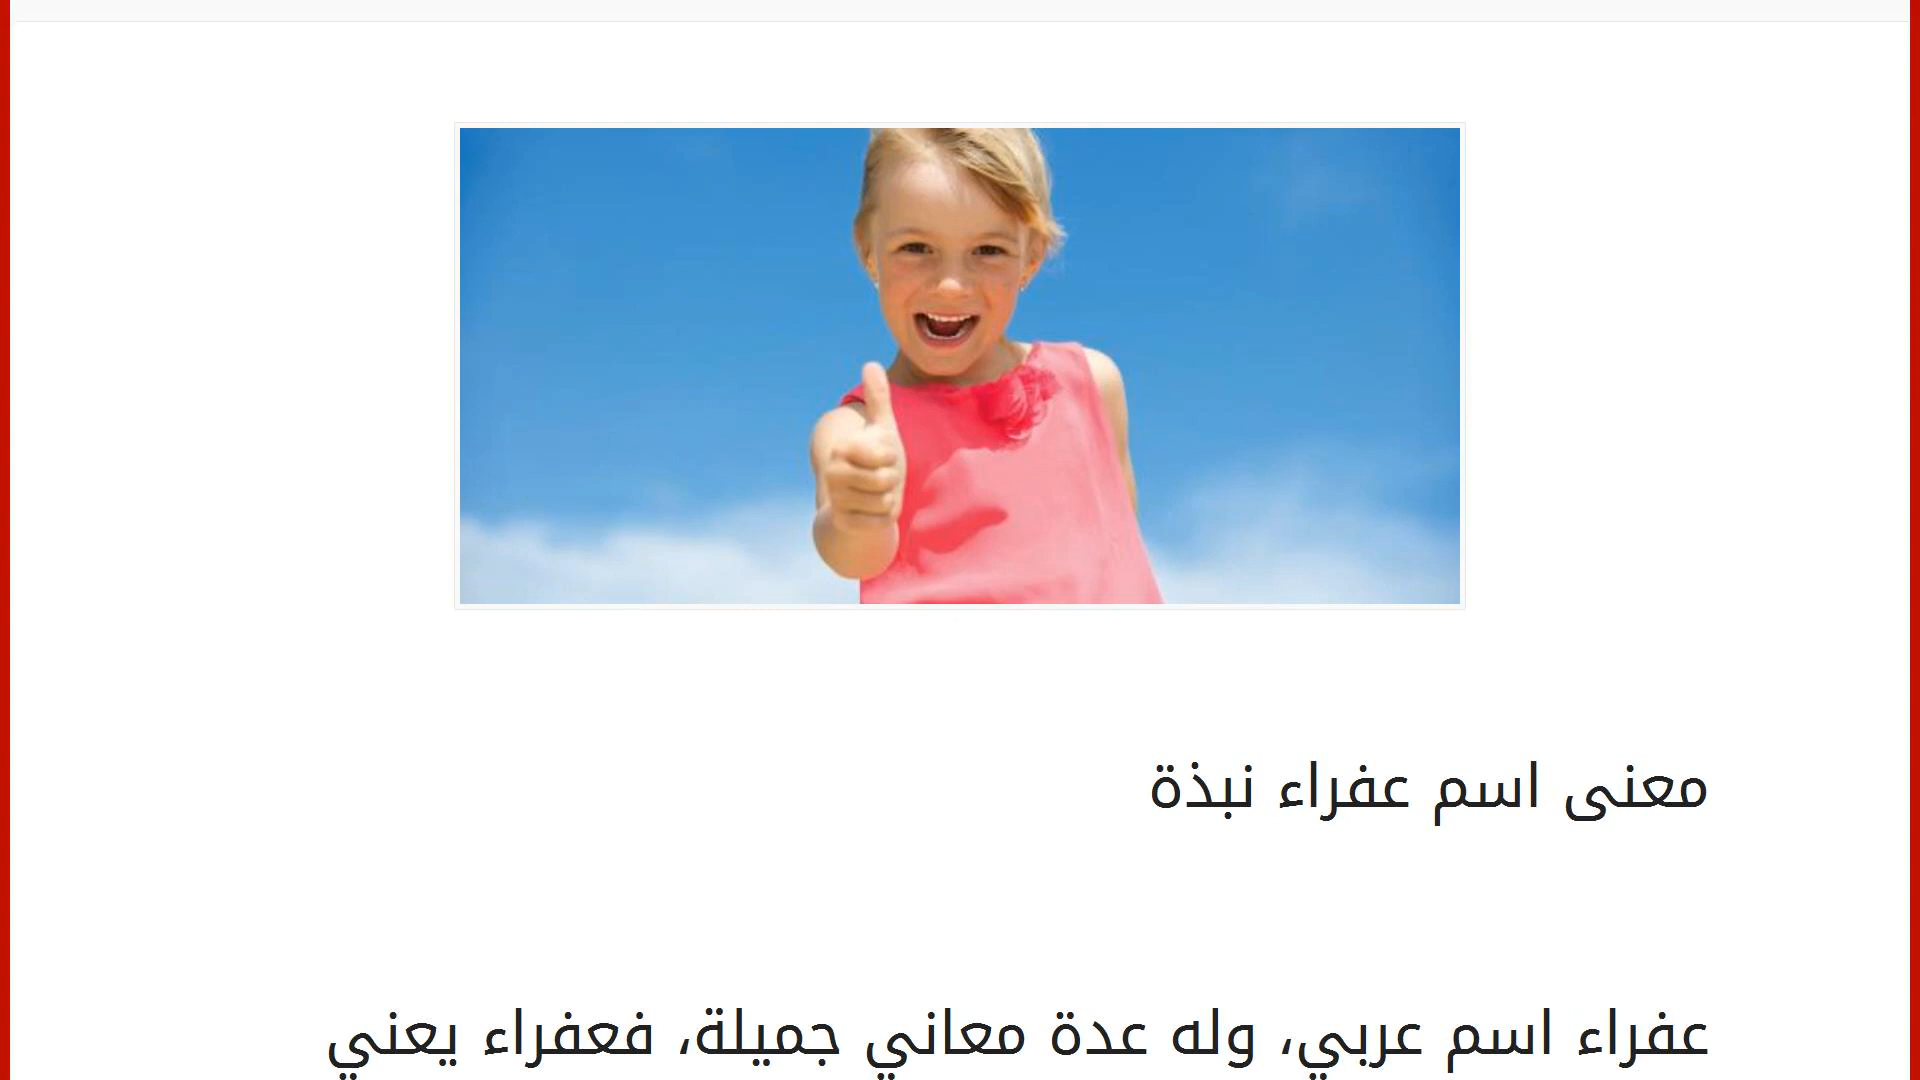 معنى اسم عفراء نبذة
عفراء اسم عربي، وله عدة معاني جميلة، فعفراء يعني